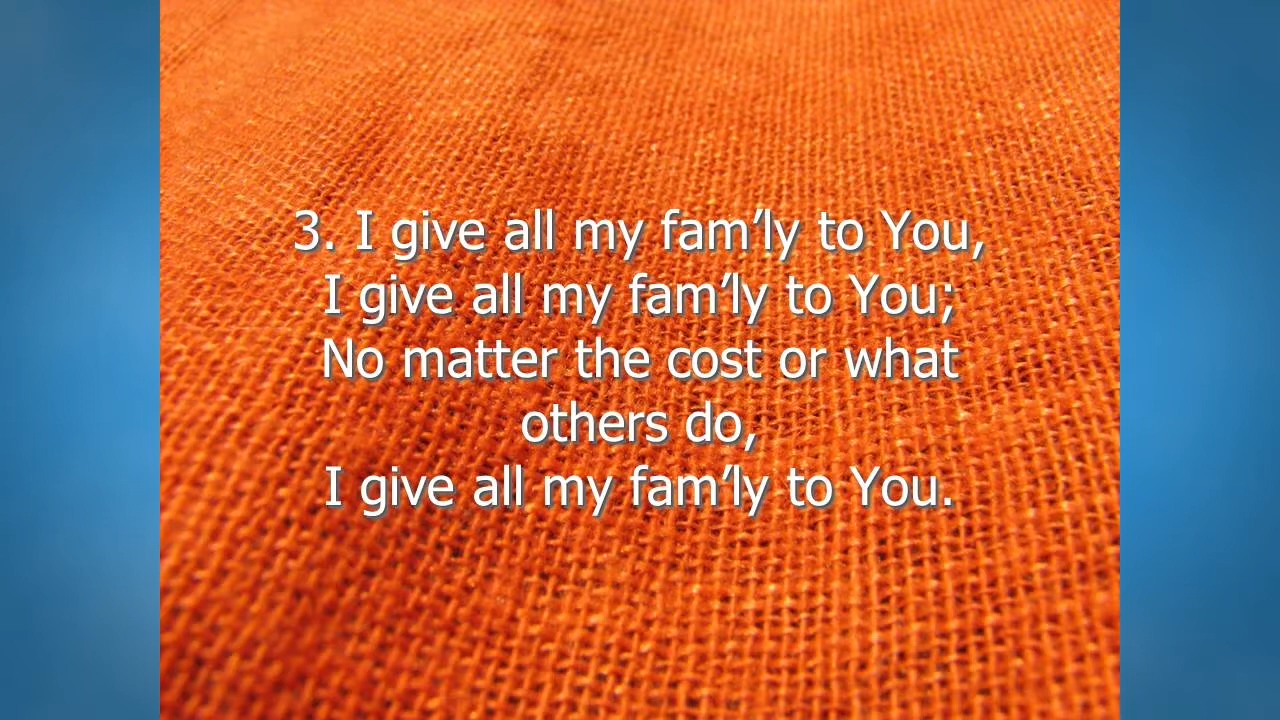 3. I give all my fam’ly to You,
I give all my fam’ly to You;
No matter the cost or what
others do,
I give all my fam’ly to You.